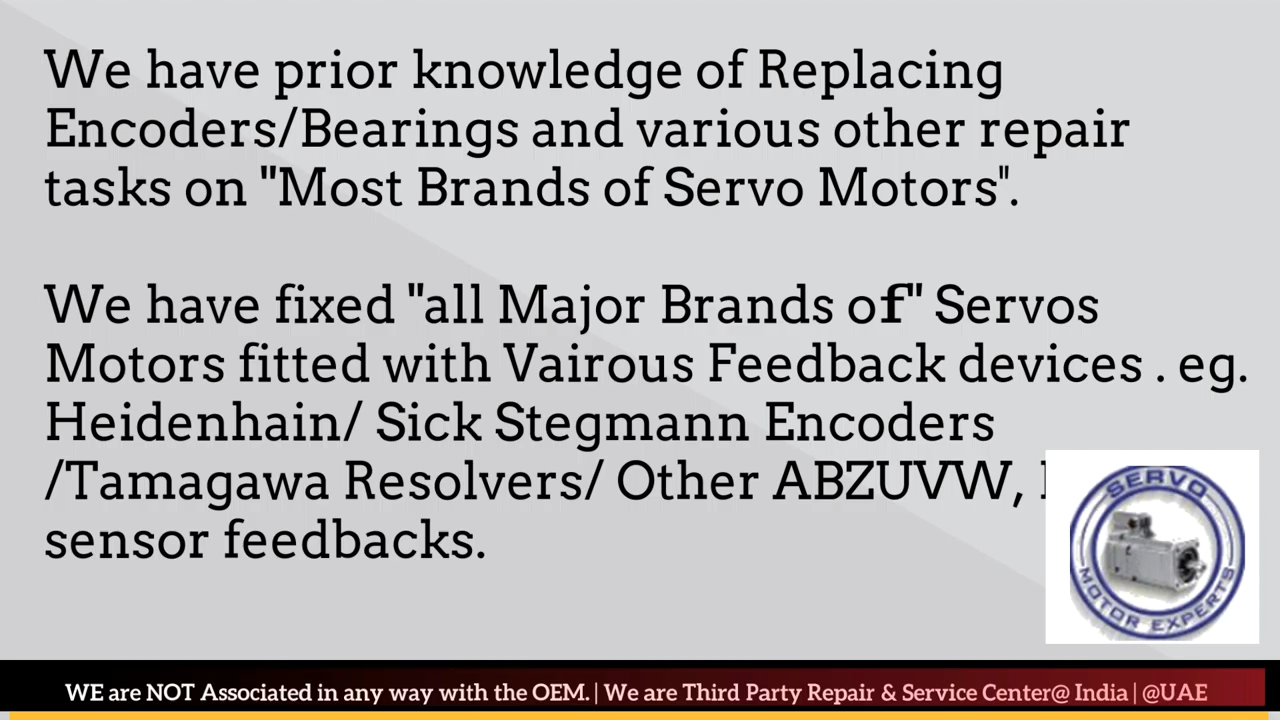 We have prior knowledge of Replacing
Encoders/Bearings and various other repair
tasks on "Most Brands of Servo Motors".
We have fixed "all Major Brands of" Servos
Motors fitted with Vairous Feedback devices . eg.
Heidenhain/ Sick Stegmann Encoders
/Tamagawa Resolvers/ Other ABZUVW,
sensor feedbacks.
SERVO
MOTOR EXPERTS
WE are NOT Associated in any way with the OEM. | We are Third Party Repair & Service Center@ India | @UAE